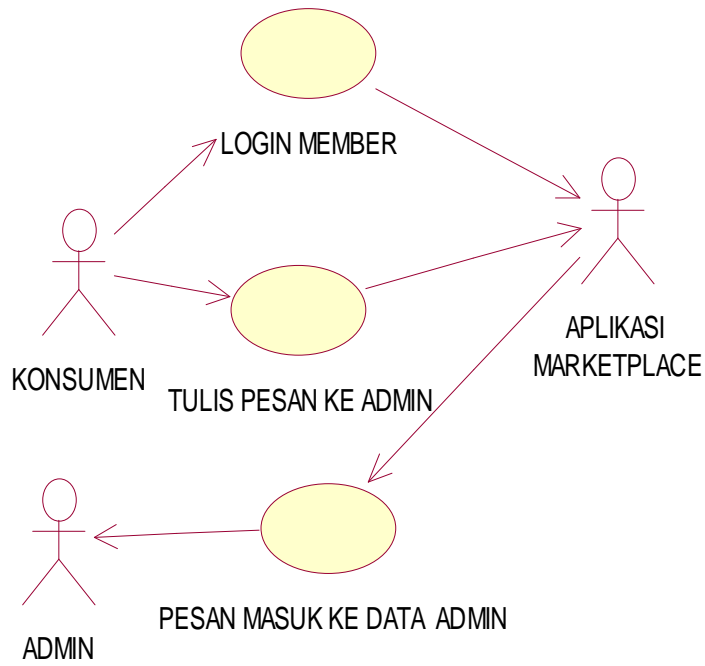 LOGIN MEMBER
APLIKASI
MARKETPLACE
KONSUMEN
TULIS PESAN KE ADMIN
PESAN MASUK KE DATA ADMIN
ADMIN